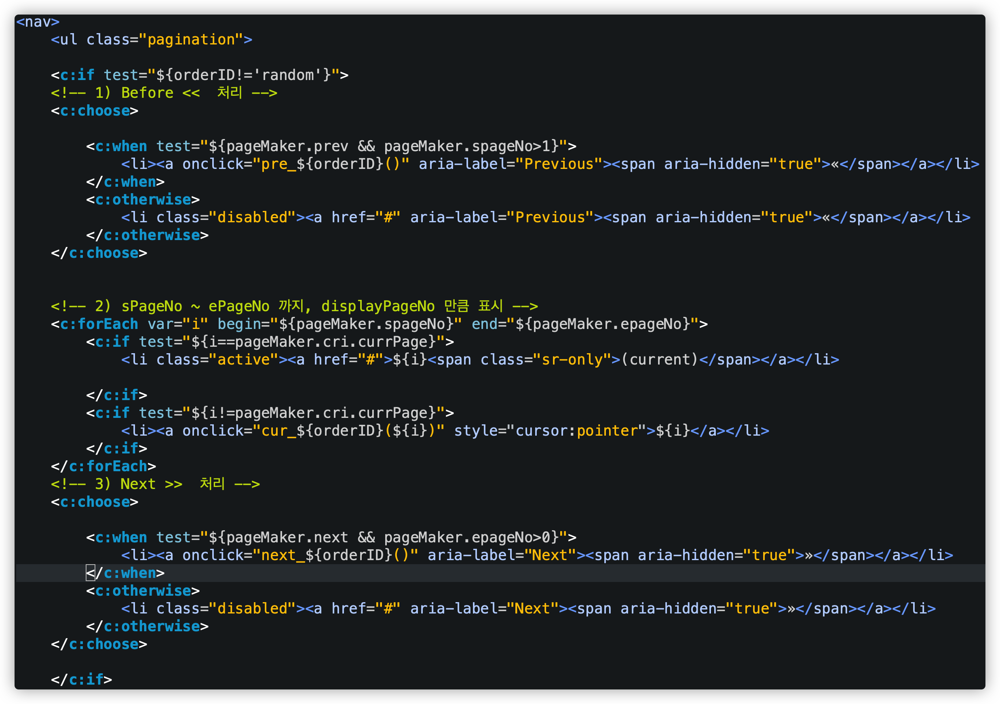 <nav>
    <ul class="pagination">
    <c:if test="${orderID!='random'}">
    <!-- 1) Before <<  처리 -->
    <c:choose>
        <c:when test="${pageMaker.prev && pageMaker.spageNo>1}">
            <li><a onclick="pre_${orderID}()" aria-label="Previous"><span aria-hidden="true">«</span></a></li>
        </c:when>
        <c:otherwise>
            <li class="disabled"><a href="#" aria-label="Previous"><span aria-hidden="true">«</span></a></li>
        </c:otherwise>
    </c:choose>
    <!-- 2) sPageNo ~ ePageNo 까지, displayPageNo 만큼 표시 -->
    <c:forEach var="i" begin="${pageMaker.spageNo}" end="${pageMaker.epageNo}">
        <c:if test="${i==pageMaker.cri.currPage}">
            <li class="active"><a href="#">${i}<span class="sr-only">(current)</span></a></li>
        </c:if>
        <c:if test="${i!=pageMaker.cri.currPage}">
            <li><a onclick="cur_${orderID}(${i})" style="cursor:pointer">${i}</a></li>
        </c:if>
    </c:forEach>
    <!-- 3) Next >>  처리 -->
    <c:choose>
        <c:when test="${pageMaker.next && pageMaker.epageNo>0}">
            <li><a onclick="next_${orderID}()" aria-label="Next"><span aria-hidden="true">»</span></a></li>
        </c:when>
        <c:otherwise>
            <li class="disabled"><a href="#" aria-label="Next"><span aria-hidden="true">»</span></a></li>
        </c:otherwise>
    </c:choose>
    </c:if>